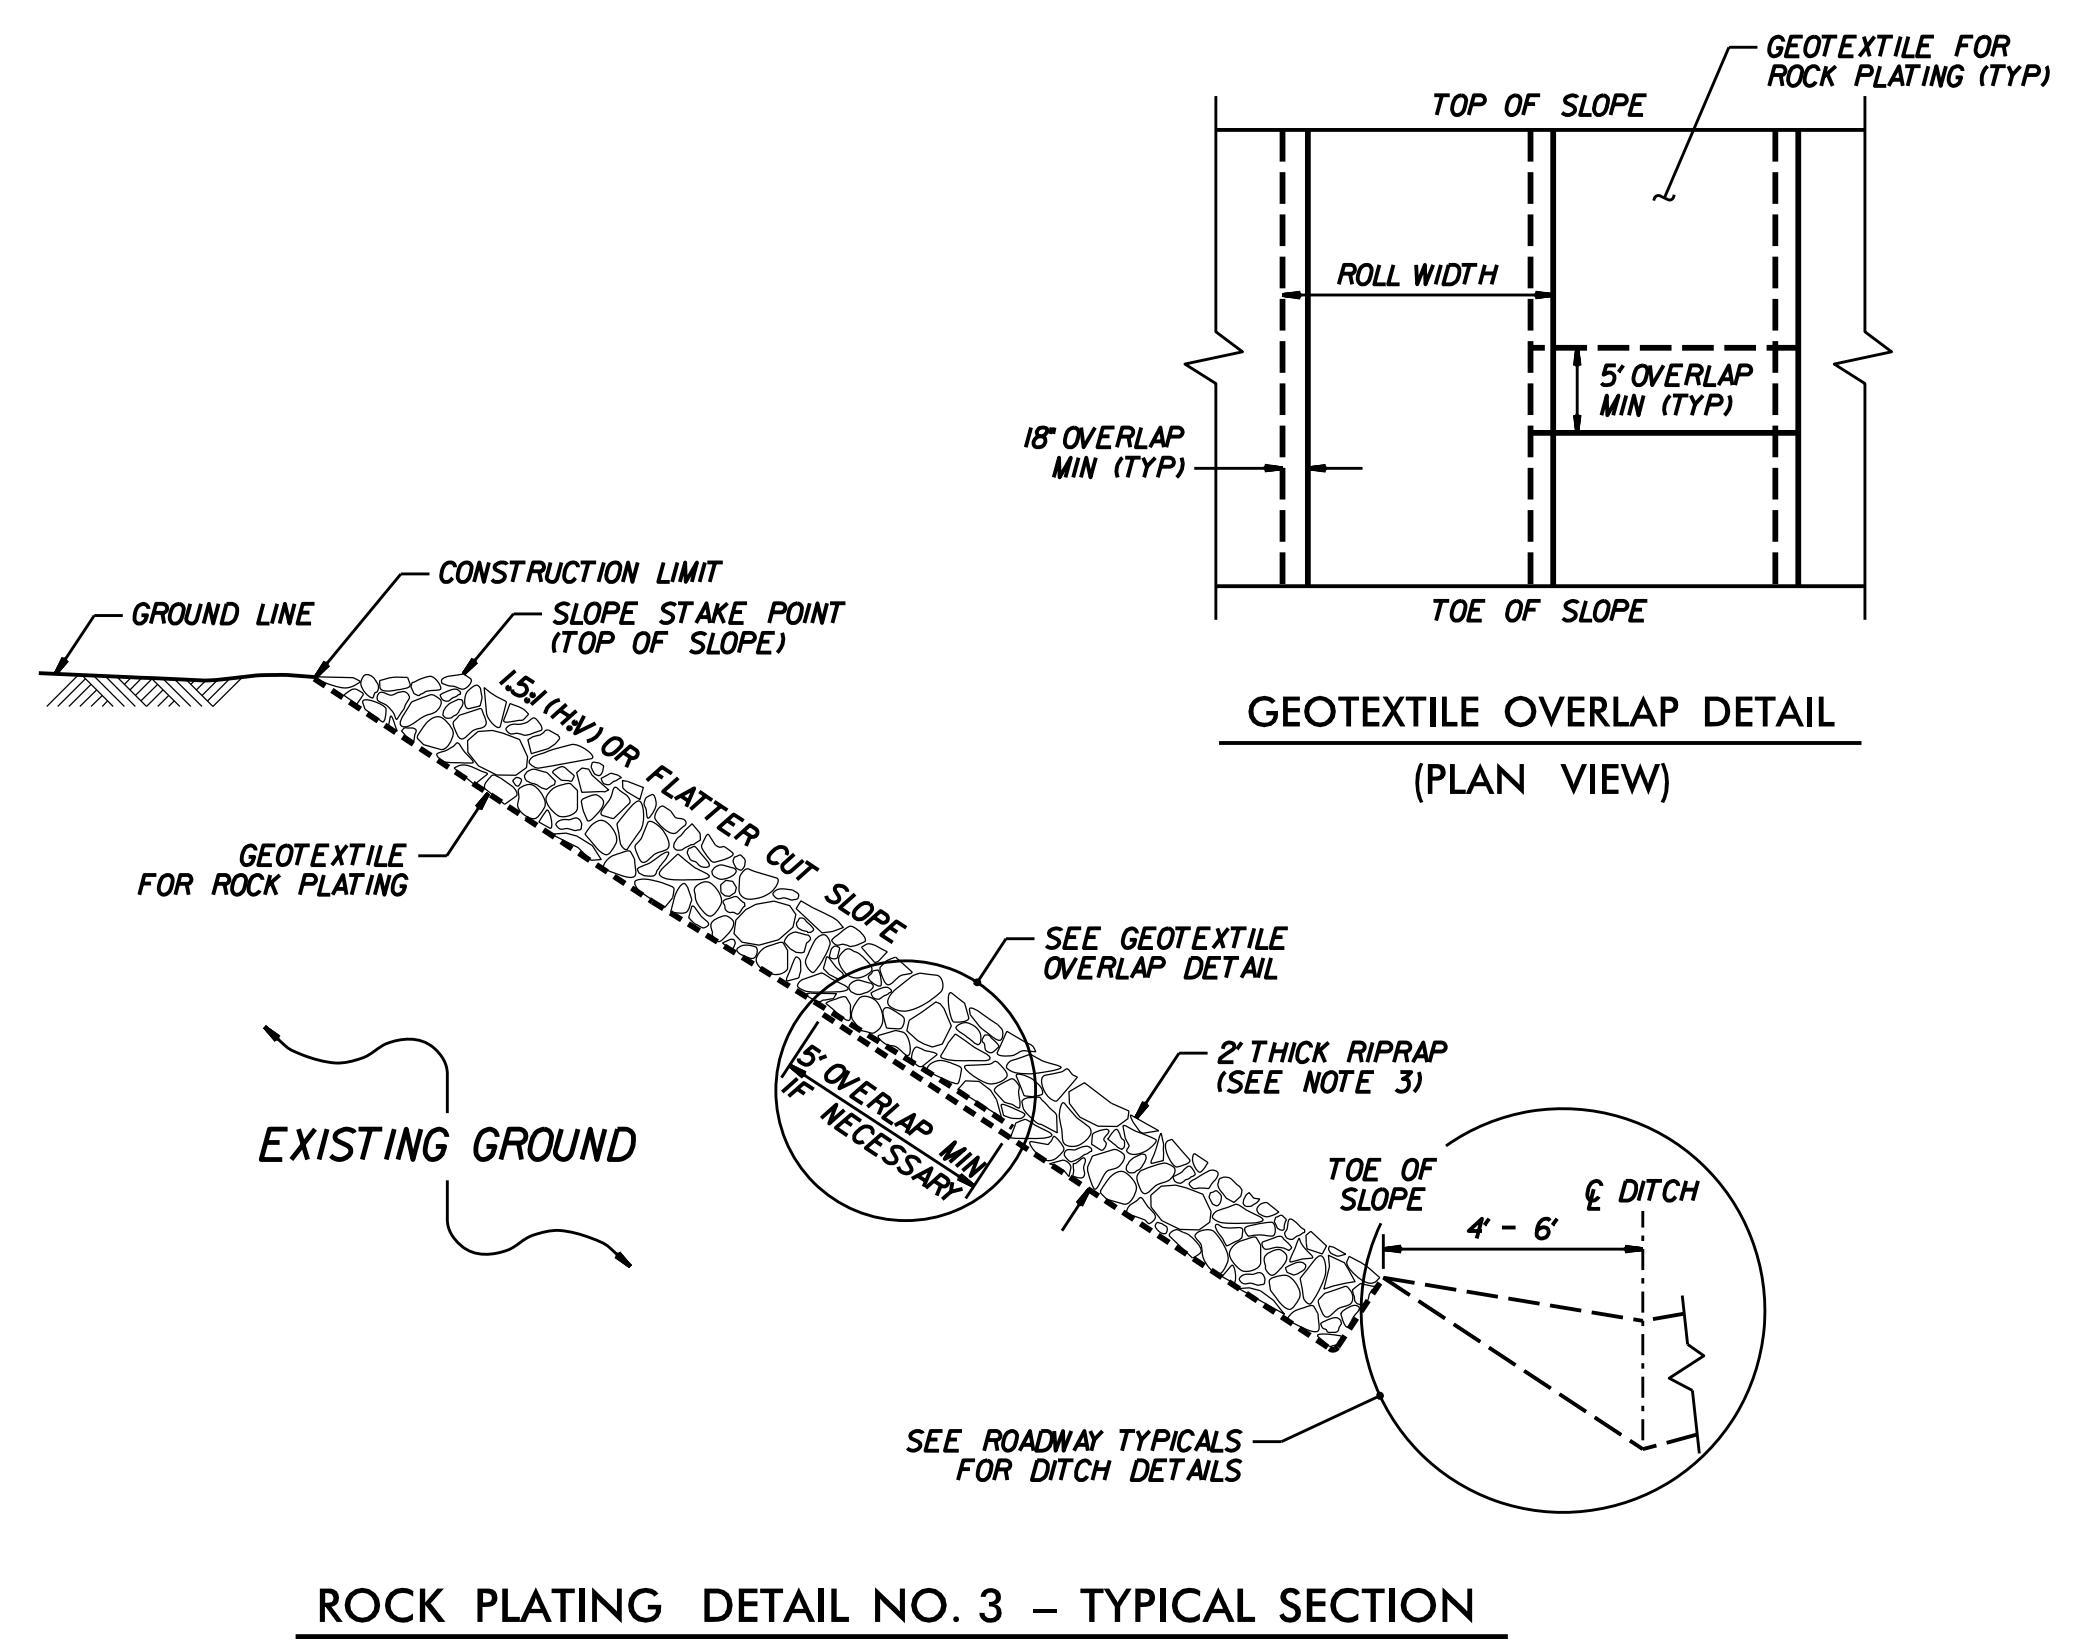 GEOTEXTILE FOR
ROCK PLATING (TYP)
TOP OF SLOPE
ROLL WIDTH
5' OVERLAP
MIN (TYP)
18" OVERLAP
MIN (TYP)
TOE OF SLOPE
GEOTEXTILE OVERLAP DETAIL
(PLAN VIEW)
CONSTRUCTION LIMIT
GROUND LINE
SLOPE STAKE POINT
(TOP OF SLOPE)
1.5:1 (H:V) OR FLATTER CUT SLOPE
GEOTEXTILE
FOR ROCK PLATING
SEE GEOTEXTILE
OVERLAP DETAIL
5' OVERLAP MIN
IF NECESSARY
2' THICK RIPRAP
(SEE NOTE 3)
EXISTING GROUND
TOE OF
SLOPE
℄ DITCH
4' - 6'
SEE ROADWAY TYPICALS
FOR DITCH DETAILS
ROCK PLATING DETAIL NO. 3 – TYPICAL SECTION